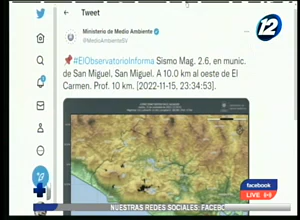 Tweet
12
Ministerio de Medio Ambiente
@MedioAmbienteSV
#ElObservatorioInforma Sismo Mag. 2.6, en munic.
de San Miguel, San Miguel. A 10.0 km al oeste de El
Carmen. Prof. 10 km. [2022-11-15. 23:34:53].
facebook
LIVE
NUESTRAS REDES SOCIALES: FACEBO